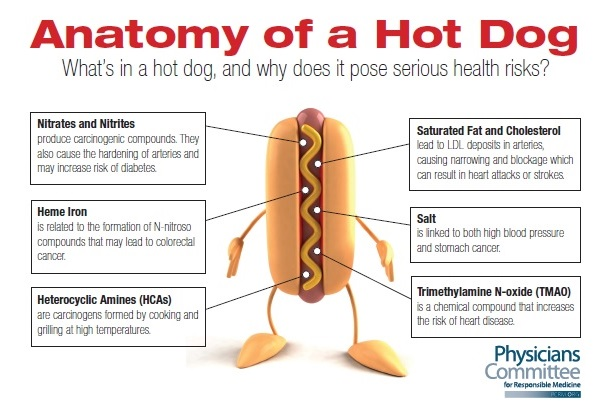 Anatomy of a Hot Dog
What's in a hot dog, and why does it pose serious health risks?
Nitrates and Nitrites
produce carcinogenic compounds. They
also cause the hardening of arteries and
may increase risk of diabetes.
Heme Iron
is related to the formation of N-nitroso
compounds that may lead to colorectal
cancer.
Heterocyclic Amines (HCAs)
are carcinogens formed by cooking and
grilling at high temperatures.
Saturated Fat and Cholesterol
lead to LDL deposits in arteries,
causing narrowing and blockage which
can result in heart attacks or strokes.
Salt
is linked to both high blood pressure
and stomach cancer.
Trimethylamine N-oxide (TMAO)
is a chemical compound that increases
the risk of heart disease.
Physicians
Committee
for Responsible Medicine
PCRM.ORG